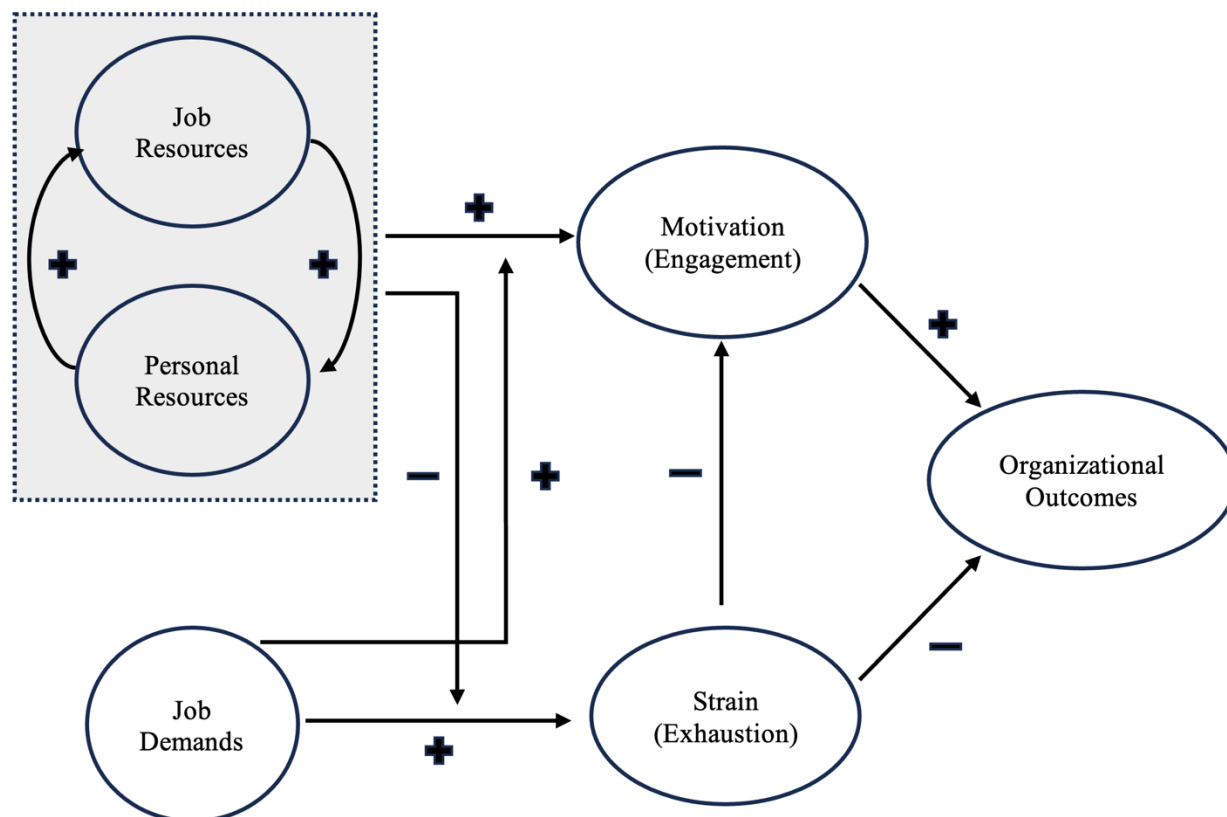 Job
Resources
+
+
+
Personal
Resources
Motivation
(Engagement)
+
−
+
−
Organizational
Outcomes
Job
Demands
+
Strain
(Exhaustion)
−